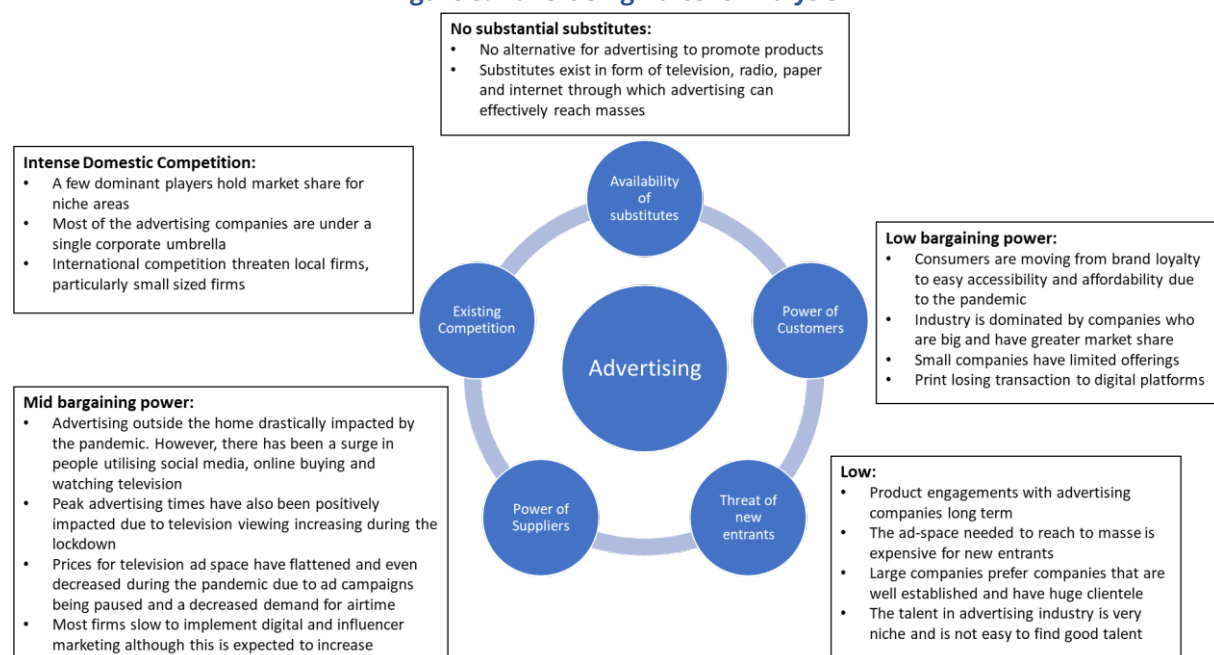 No substantial substitutes:
• No alternative for advertising to promote products
• Substitutes exist in form of television, radio, paper
and internet through which advertising can
effectively reach masses
Intense Domestic Competition:
• A few dominant players hold market share for
niche areas
• Most of the advertising companies are under a
single corporate umbrella
• International competition threaten local firms,
particularly small sized firms
Availability
of
substitutes
Low bargaining power:
• Consumers are moving from brand loyalty
to easy accessibility and affordability due
to the pandemic
• Industry is dominated by companies who
are big and have greater market share
• Small companies have limited offerings
• Print losing transaction to digital platforms
Existing
Competition
Power of
Customers
Advertising
Mid bargaining power:
• Advertising outside the home drastically impacted by
the pandemic. However, there has been a surge in
people utilising social media, online buying and
watching television
• Peak advertising times have also been positively
impacted due to television viewing increasing during the
lockdown
• Prices for television ad space have flattened and even
decreased during the pandemic due to ad campaigns
being paused and a decreased demand for airtime
• Most firms slow to implement digital and influencer
marketing although this is expected to increase
Power of
Suppliers
Threat of
new
entrants
Low:
• Product engagements with advertising
companies long term
• The ad-space needed to reach to masse is
expensive for new entrants
• Large companies prefer companies that are
well established and have huge clientele
• The talent in advertising industry is very
niche and is not easy to find good talent